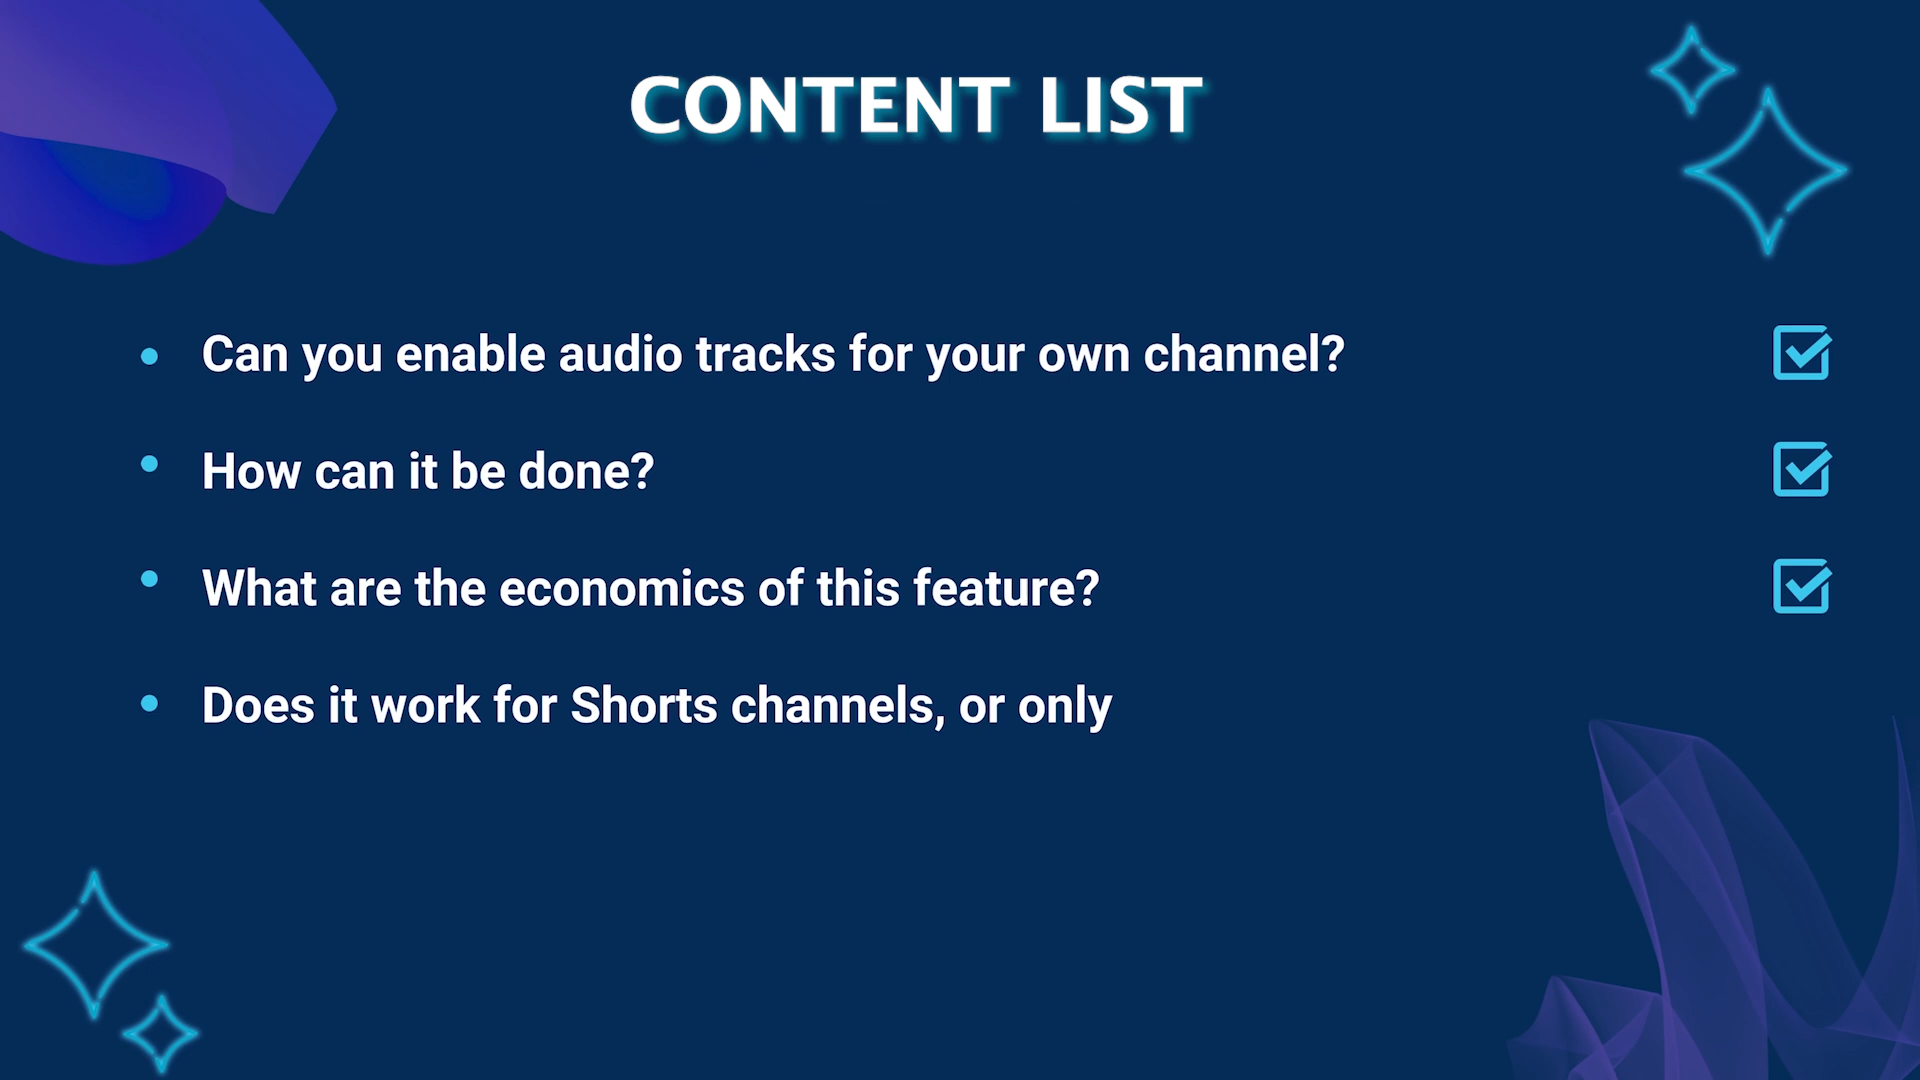 CONTENT LIST
Can you enable audio tracks for your own channel?
How can it be done?
What are the economics of this feature?
Does it work for Shorts channels, or only